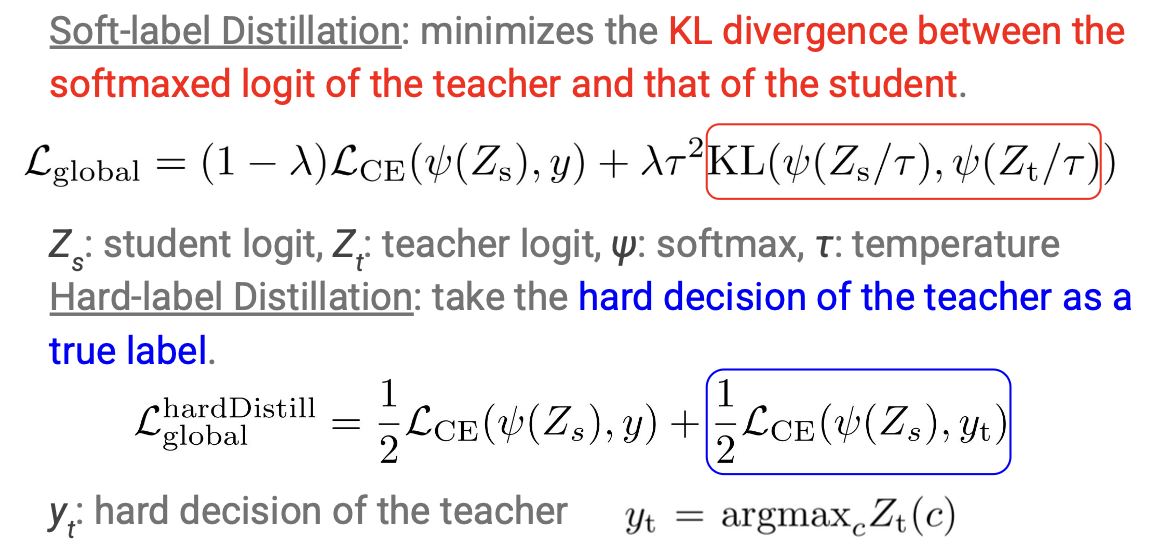 Soft-label Distillation: minimizes the KL divergence between the
softmaxed logit of the teacher and that of the student.
$\mathcal{L}_{\text{global}} = (1 - \lambda)\mathcal{L}_{\text{CE}}(\psi(Z_{\text{s}}), y) + \lambda\tau^2\text{KL}(\psi(Z_{\text{s}}/\tau), \psi(Z_{\text{t}}/\tau))$
$Z_s$: student logit, $Z_t$: teacher logit, ψ: softmax, τ: temperature
Hard-label Distillation: take the hard decision of the teacher as a
true label.
$\mathcal{L}_{\text{global}}^{\text{hardDistill}} = \frac{1}{2}\mathcal{L}_{\text{CE}}(\psi(Z_s), y) + \frac{1}{2}\mathcal{L}_{\text{CE}}(\psi(Z_s), y_{\text{t}})$
$y_t$: hard decision of the teacher $y_{\text{t}} = \text{argmax}_c Z_{\text{t}}(c)$